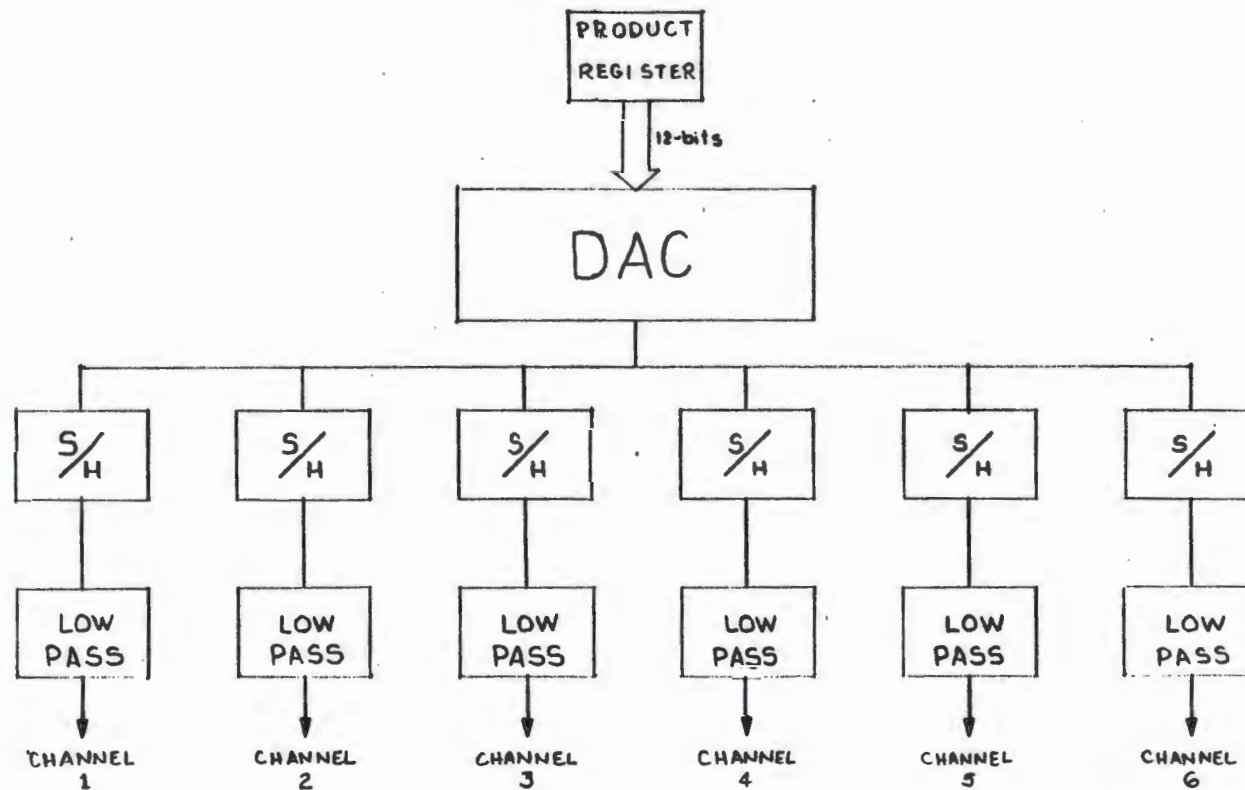 PRODUCT
REGISTER
12-bits
DAC
S/H
S/H
S/H
S/H
S/H
S/H
LOW
PASS
LOW
PASS
LOW
PASS
LOW
PASS
LOW
PASS
LOW
PASS
CHANNEL
1
CHANNEL
2
CHANNEL
3
CHANNEL
4
CHANNEL
5
CHANNEL
6